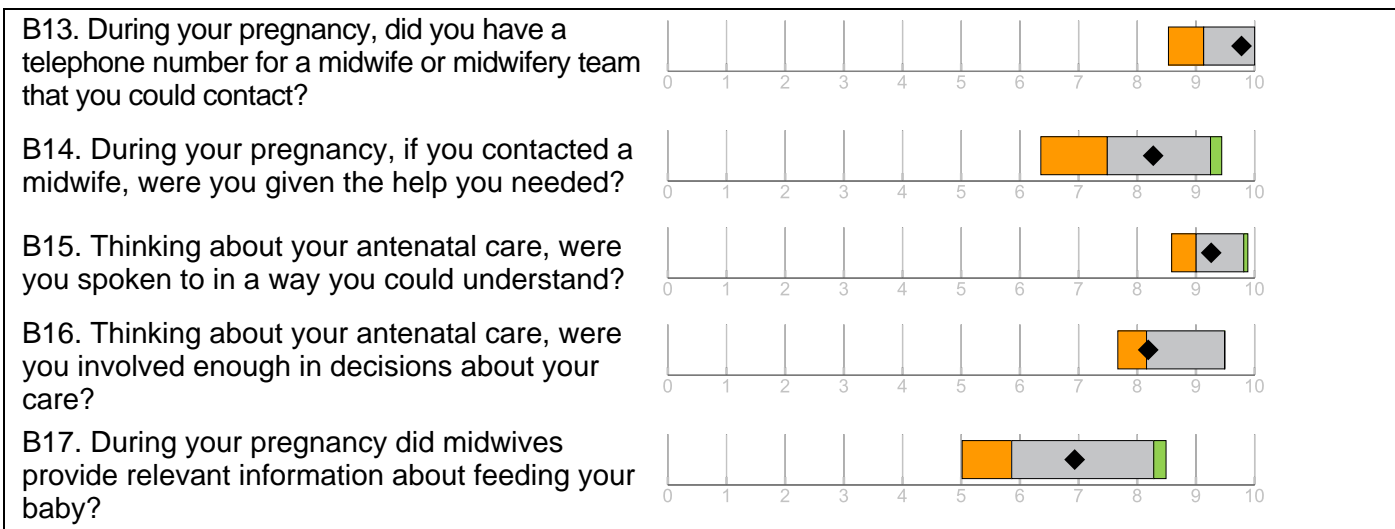 B13. During your pregnancy, did you have a
telephone number for a midwife or midwifery team
that you could contact?
0 1 2 3 4 5 6 7 8 9 10
B14. During your pregnancy, if you contacted a
midwife, were you given the help you needed?
0 1 2 3 4 5 6 7 8 9 10
B15. Thinking about your antenatal care, were
you spoken to in a way you could understand?
0 1 2 3 4 5 6 7 8 9 10
B16. Thinking about your antenatal care, were
you involved enough in decisions about your
care?
0 1 2 3 4 5 6 7 8 9 10
B17. During your pregnancy did midwives
provide relevant information about feeding your
baby?
0 1 2 3 4 5 6 7 8 9 10